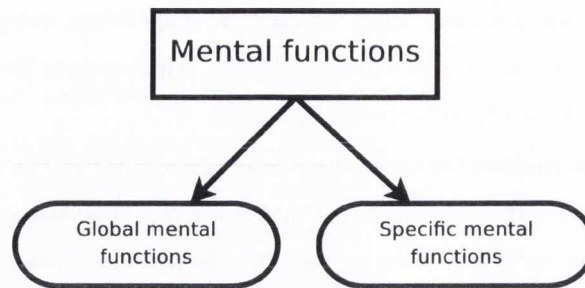 Mental functions
Global mental
functions
Specific mental
functions